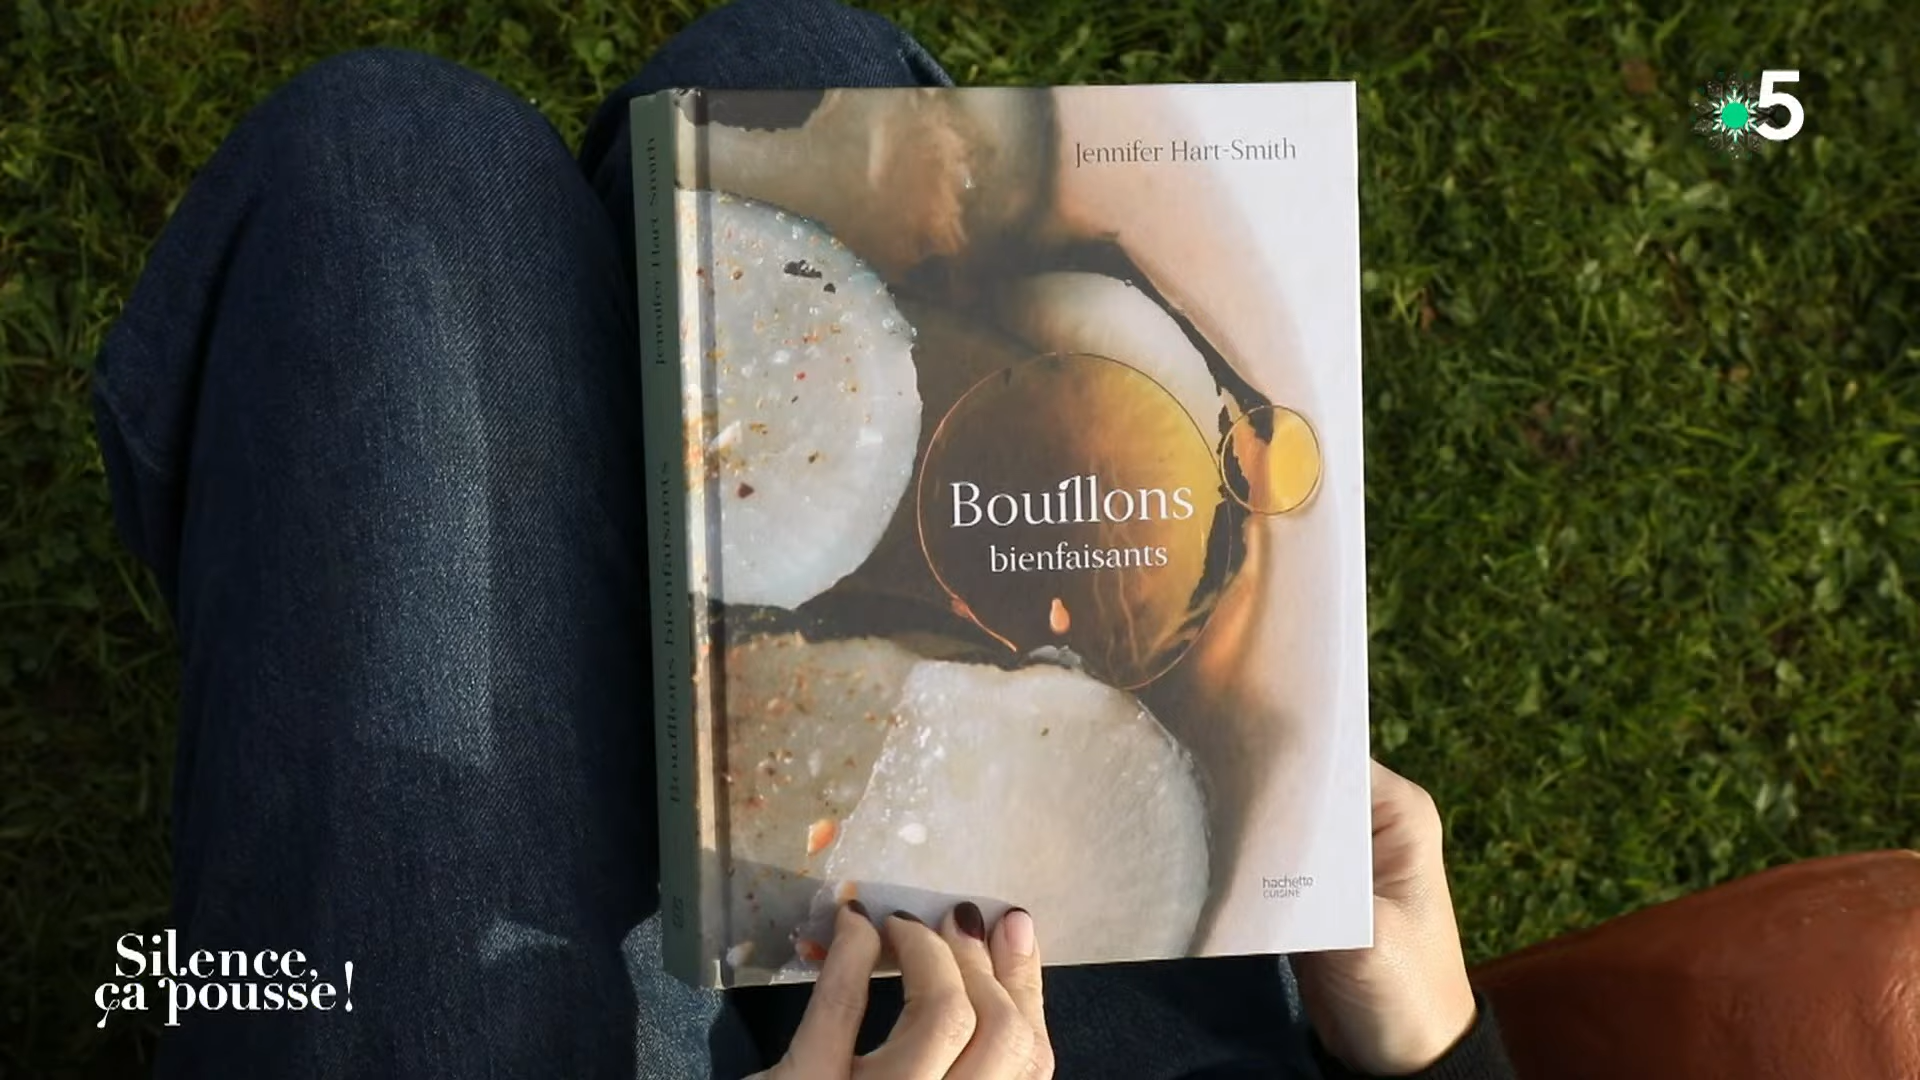 5
Jennifer Hart-Smith
Jennifer Hart-Smith
Bouillons bienfaisants
Bouillons
bienfaisants
hachette
CUISINE
Silence,
ça pousse!